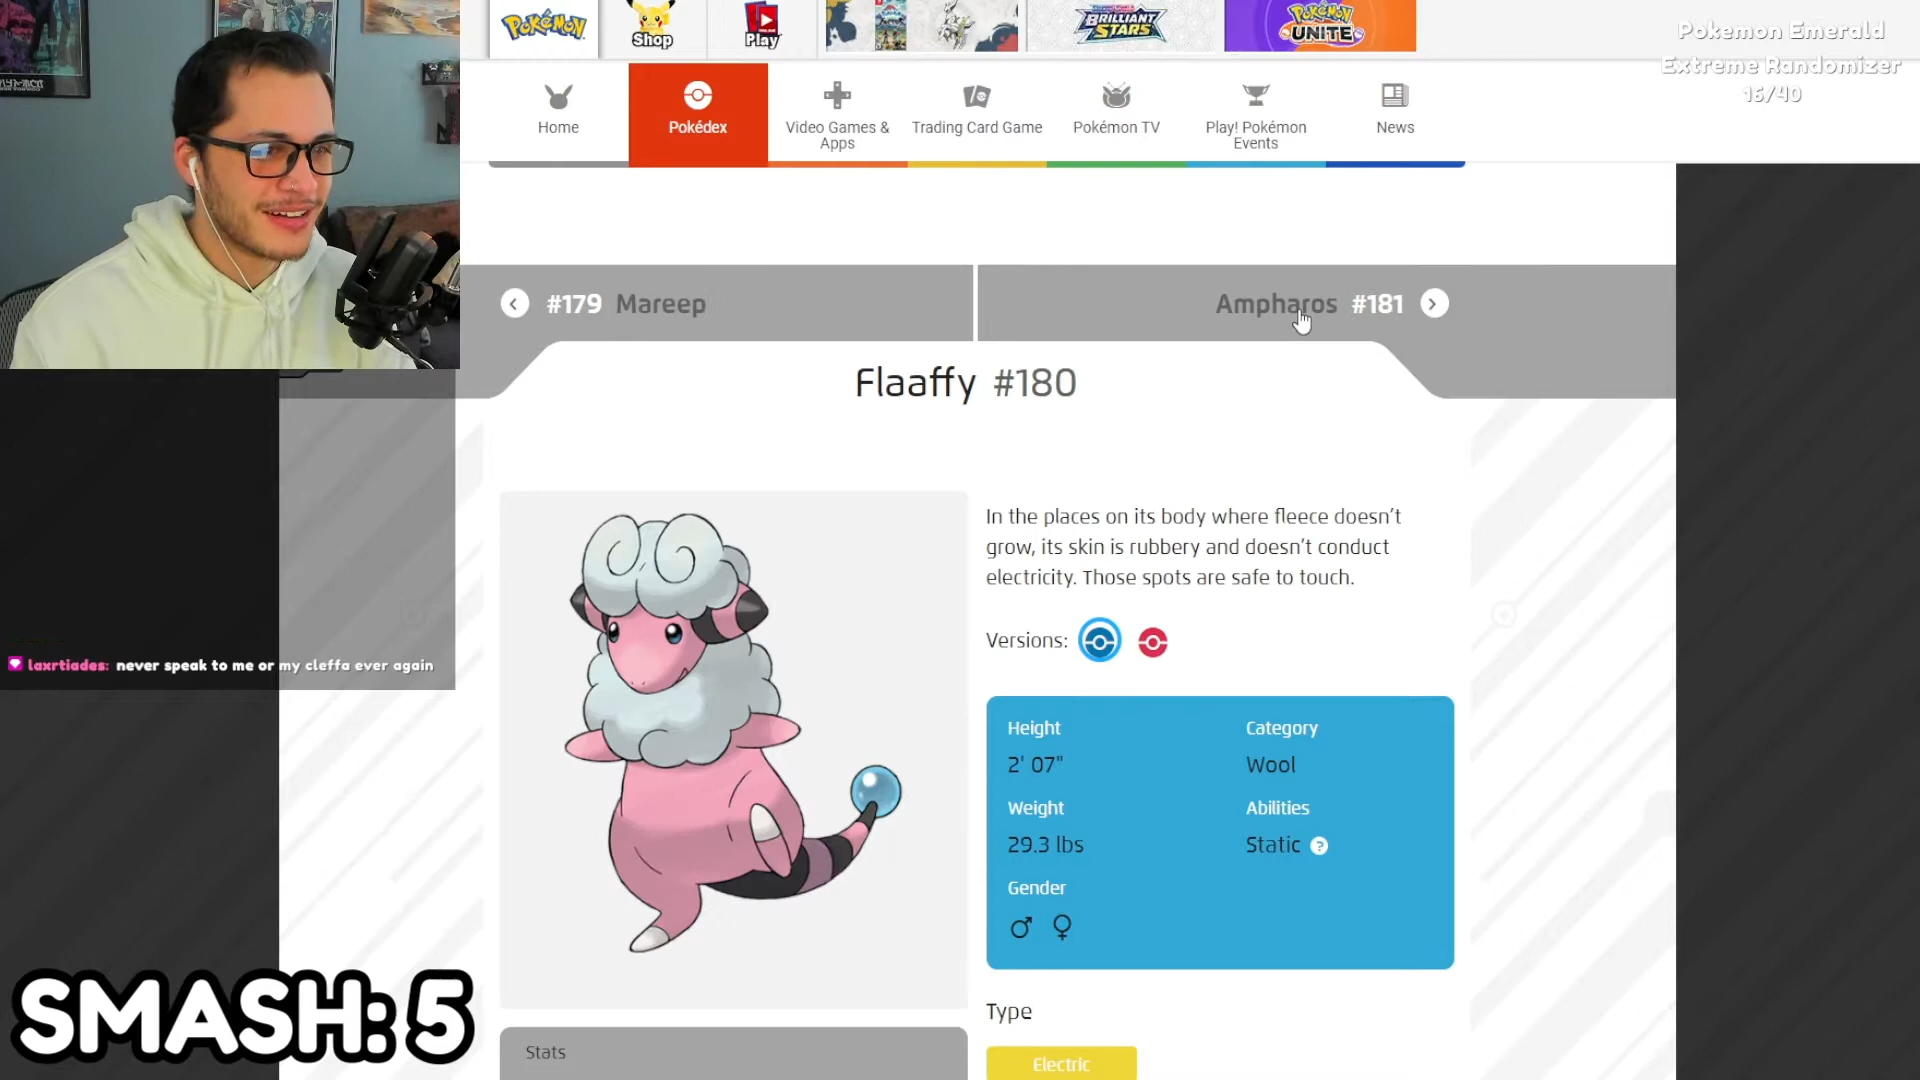 Pokémon
Shop
Play!
BRILLIANT
STARS
Pokémon
UNITE
Pokemon Emerald
Extreme Randomizer
16/40
Home
Pokédex
Video Games &
Apps
Trading Card Game
Pokémon TV
Play! Pokémon
Events
News
#179 Mareep
Ampharos #181
Flaaffy #180
In the places on its body where fleece doesn't
grow, its skin is rubbery and doesn't conduct
electricity. Those spots are safe to touch.
Versions:
laxrtiades: never speak to me or my cleffa ever again
Height
2' 07"
Category
Wool
Weight
29.3 lbs
Abilities
Static ?
Gender
Type
Electric
Stats
SMASH: 5